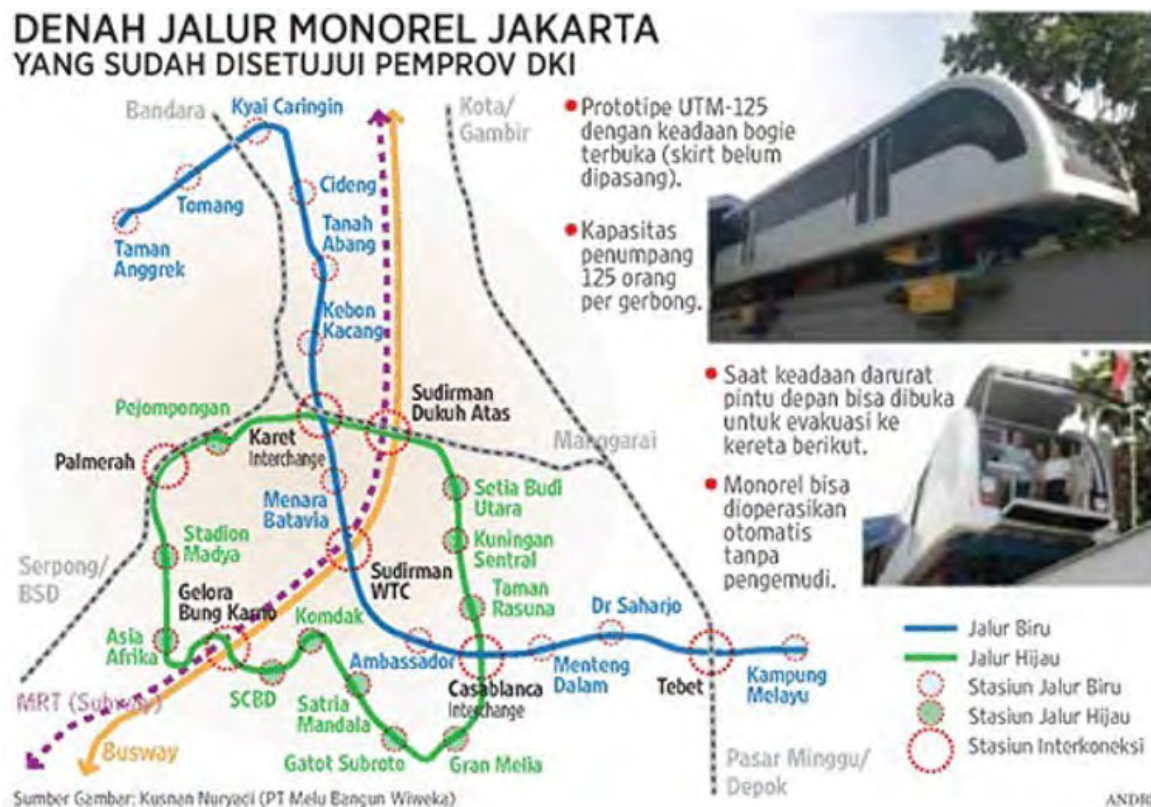 DENAH JALUR MONOREL JAKARTA
YANG SUDAH DISETUJUI PEMPROV DKI
Bandara
Kyai Caringin
Kota/
Gambir
Tomang
Cideng
Taman
Anggrek
Tanah
Abang
Kebon
Kacang
Pejompongan
Sudirman
Dukuh Atas
Karet
Interchange
Manggarai
Palmerah
Menara
Batavia
Setia Budi
Utara
Stadion
Madya
Kuningan
Sentral
Serpong/
BSD
Sudirman
WTC
Gelora
Bung Karno
Komdak
Taman
Rasuna
Dr Saharjo
Asia
Afrika
Ambassador
Menteng
Dalam
Tebet
Kampung
Melayu
MRT (Subway)
SCBD
Satria
Mandala
Casablanca
Interchange
Busway
Gatot Subroto
Gran Melia
Pasar Minggu/
Depok
Prototipe UTM-125
dengan keadaan bogie
terbuka (skirt belum
dipasang).
Kapasitas
penumpang
125 orang
per gerbong.
Saat keadaan darurat
pintu depan bisa dibuka
untuk evakuasi ke
kereta berikut.
Monorel bisa
dioperasikan
otomatis
tanpa
pengemudi.
Jalur Biru
Jalur Hijau
Stasiun Jalur Biru
Stasiun Jalur Hijau
Stasiun Interkoneksi
Sumber Gambar: Kusnan Nuryadi (PT Melu Bangun Wiweka)